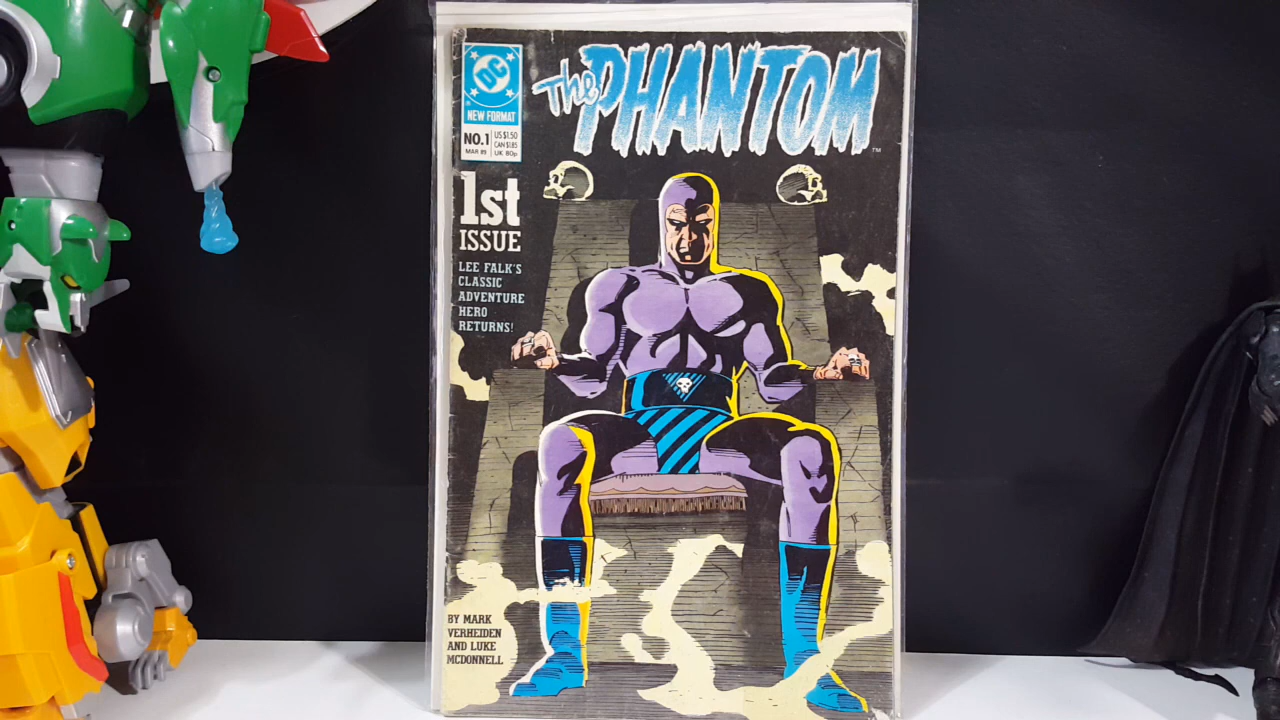 DC
NEW FORMAT
NO.1
MAR 89
US $1.50
CAN $1.85
UK 80p
The PHANTOM
TM
1st
ISSUE
LEE FALK'S
CLASSIC
ADVENTURE
HERO
RETURNS!
BY MARK
VERHEIDEN
AND LUKE
MCDONNELL